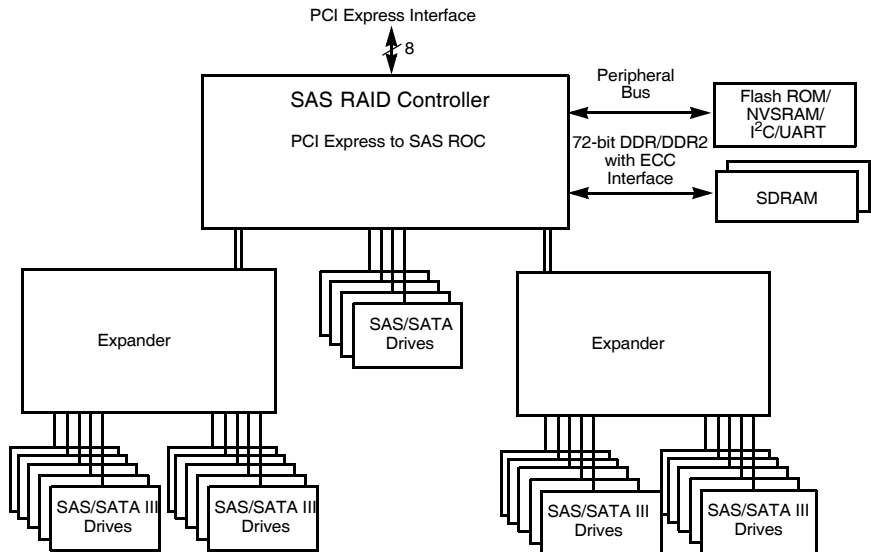 PCI Express Interface
8
SAS RAID Controller
PCI Express to SAS ROC
Peripheral
Bus
Flash ROM/
NVSRAM/
I²C/UART
72-bit DDR/DDR2
with ECC
Interface
SDRAM
Expander
SAS/SATA
Drives
Expander
SAS/SATA III
Drives
SAS/SATA III
Drives
SAS/SATA III
Drives
SAS/SATA III
Drives